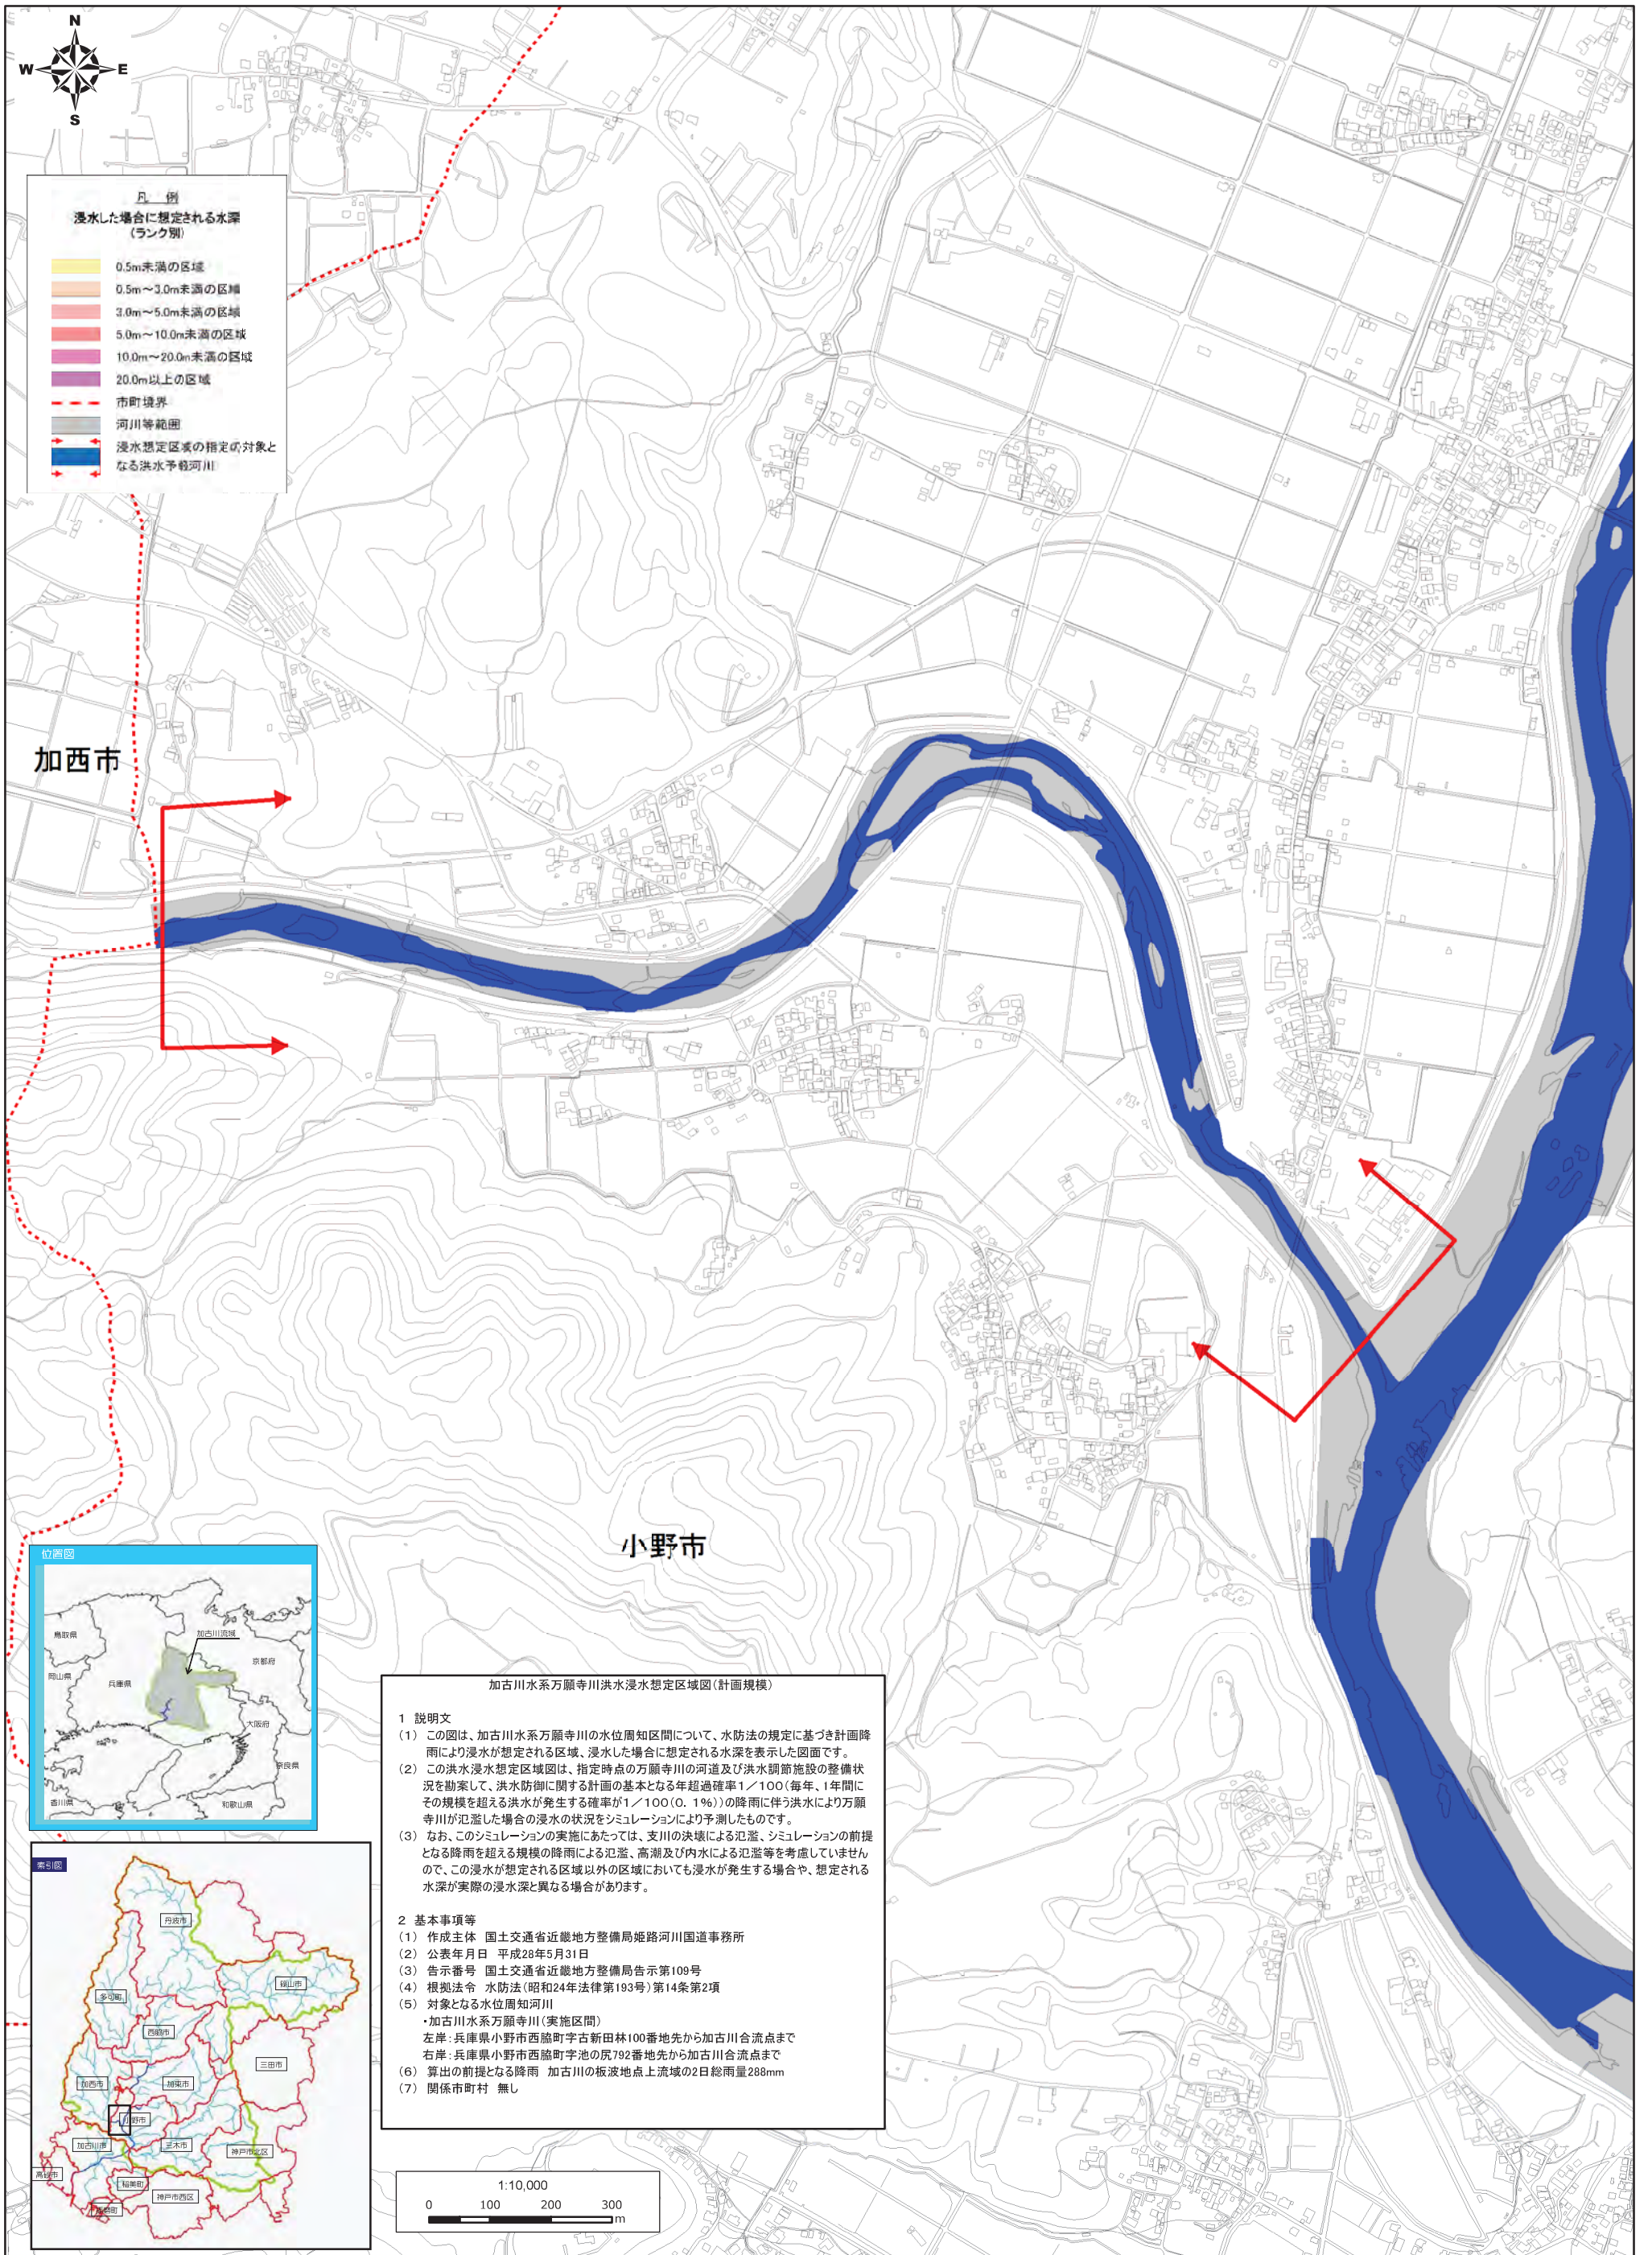 N
W
E
S
凡 例
浸水した場合に想定される水深
(ランク別)
0.5m未満の区域
0.5m～3.0m未満の区域
3.0m～5.0m未満の区域
5.0m～10.0m未満の区域
10.0m～20.0m未満の区域
20.0m以上の区域
市町境界
河川等範囲
浸水想定区域の指定の対象と
なる洪水予報河川
加西市
小野市
位置図
鳥取県
岡山県
兵庫県
加古川流域
京都府
大阪府
奈良県
香川県
和歌山県
索引図
丹波市
篠山市
多可町
西脇市
三田市
加西市
加東市
小野市
加古川市
三木市
神戸市北区
高砂市
稲美町
神戸市西区
播磨町
加古川水系万願寺川洪水浸水想定区域図(計画規模)
1 説明文
(1) この図は、加古川水系万願寺川の水位周知区間について、水防法の規定に基づき計画降
雨により浸水が想定される区域、浸水した場合に想定される水深を表示した図面です。
(2) この洪水浸水想定区域図は、指定時点の万願寺川の河道及び洪水調節施設の整備状
況を勘案して、洪水防御に関する計画の基本となる年超過確率1/100(毎年、1年間に
その規模を超える洪水が発生する確率が1/100(0.1%))の降雨に伴う洪水により万願
寺川が氾濫した場合の浸水の状況をシミュレーションにより予測したものです。
(3) なお、このシミュレーションの実施にあたっては、支川の決壊による氾濫、シミュレーションの前提
となる降雨を超える規模の降雨による氾濫、高潮及び内水による氾濫等を考慮していません
ので、この浸水が想定される区域以外の区域においても浸水が発生する場合や、想定される
水深が実際の浸水深と異なる場合があります。
2 基本事項等
(1) 作成主体 国土交通省近畿地方整備局姫路河川国道事務所
(2) 公表年月日 平成28年5月31日
(3) 告示番号 国土交通省近畿地方整備局告示第109号
(4) 根拠法令 水防法(昭和24年法律第193号)第14条第2項
(5) 対象となる水位周知河川
・加古川水系万願寺川(実施区間)
左岸:兵庫県小野市西脇町字古新田林100番地先から加古川合流点まで
右岸:兵庫県小野市西脇町字池の尻792番地先から加古川合流点まで
(6) 算出の前提となる降雨 加古川の板波地点上流域の2日総雨量288mm
(7) 関係市町村 無し
1:10,000
0 100 200 300
m